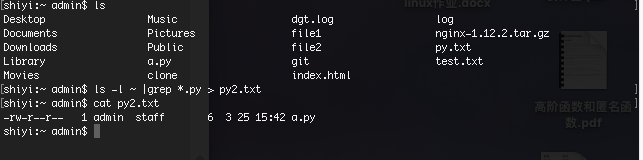 linux作业.docx
[shiyi:~ admin$ ls
Desktop Music dgt.log log
Documents Pictures file1 nginx-1.12.2.tar.gz
Downloads Public file2 py.txt
Library a.py git test.txt
Movies clone index.html
[shiyi:~ admin$ ls -l ~ |grep *.py > py2.txt ]
[shiyi:~ admin$ cat py2.txt ]
-rw-r--r-- 1 admin staff 6 3 25 15:42 a.py
shiyi:~ admin$
高阶函数和匿名函数.pdf